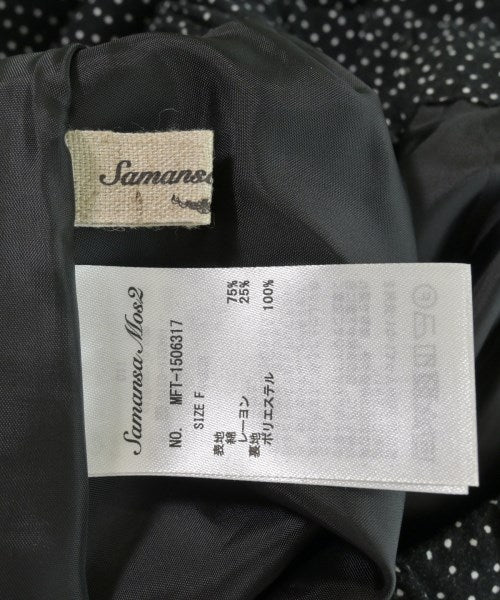 Samansa
Samansa Mos2
NO. MFT-1506317
SIZE F
表地
綿 75%
レーヨン 25%
裏地
ポリエステル 100%